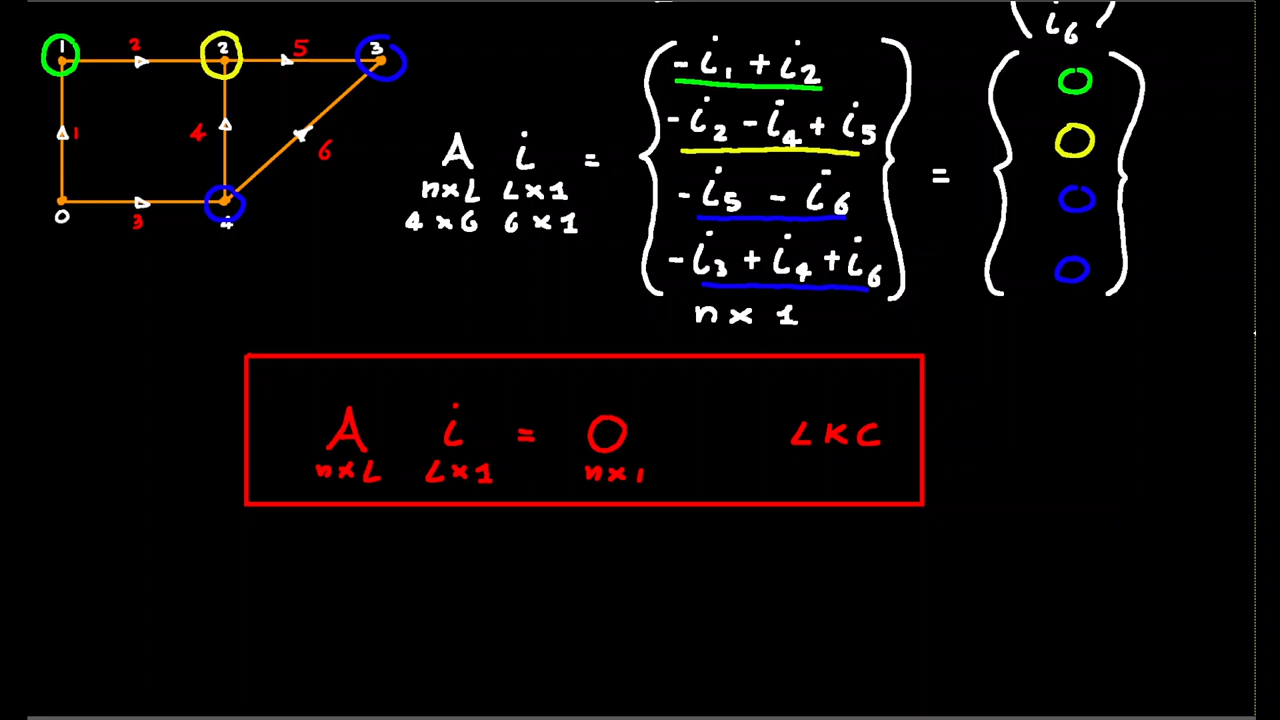 i₆
1 2 2 5 3
1 4 6
0 3 4
A i = { -i₁ + i₂
-i₂ - i₄ + i₅
-i₅ - i₆
-i₃ + i₄ + i₆ } = { 0
0
0
0 }
n×L L×1
4×6 6×1
n×1
A i = 0 LKC
n×L L×1 n×1